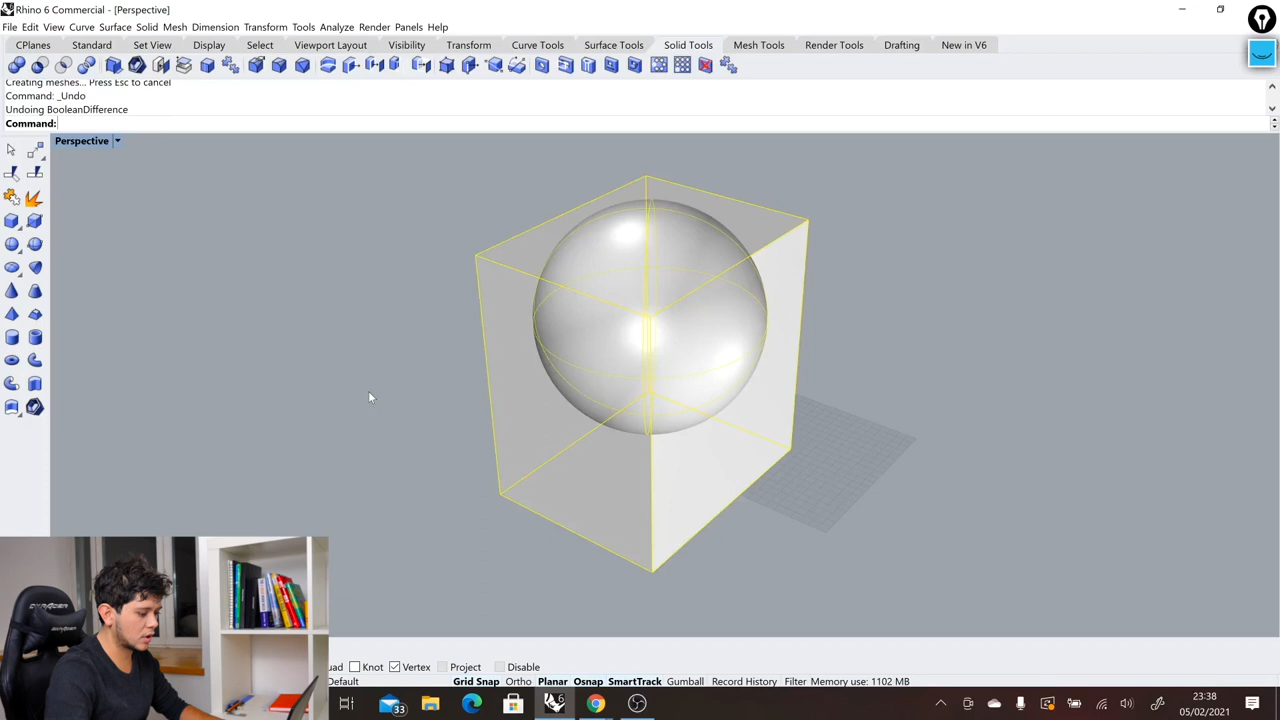 Rhino 6 Commercial - [Perspective]
File Edit View Curve Surface Solid Mesh Dimension Transform Tools Analyze Render Panels Help
CPlanes Standard Set View Display Select Viewport Layout Visibility Transform Curve Tools Surface Tools Solid Tools Mesh Tools Render Tools Drafting New in V6
Creating meshes... Press Esc to cancel
Command: _Undo
Undoing BooleanDifference
Command:
Perspective
Knot Vertex Project Disable
Default Grid Snap Ortho Planar Osnap SmartTrack Gumball Record History Filter Memory use: 1102 MB
33
6
23:38
05/02/2021